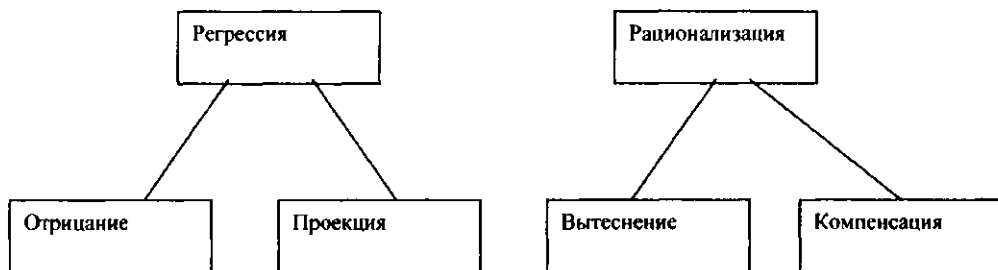 Регрессия
Рационализация
Отрицание
Проекция
Вытеснение
Компенсация